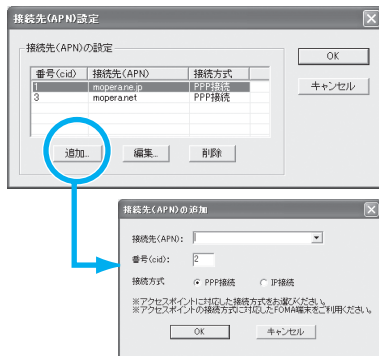 接続先(APN)設定
接続先(APN)の設定
番号(cid) 接続先(APN) 接続方式
1 mopera.ne.jp PPP接続
3 mopera.net PPP接続
OK
キャンセル
追加... 編集... 削除
接続先(APN)の追加
接続先(APN):
番号(cid): 2
接続方式 PPP接続 IP接続
※アクセスポイントに対応した接続方式をお選びください。
※アクセスポイントの接続方式に対応したFOMA端末をご利用ください。
OK キャンセル